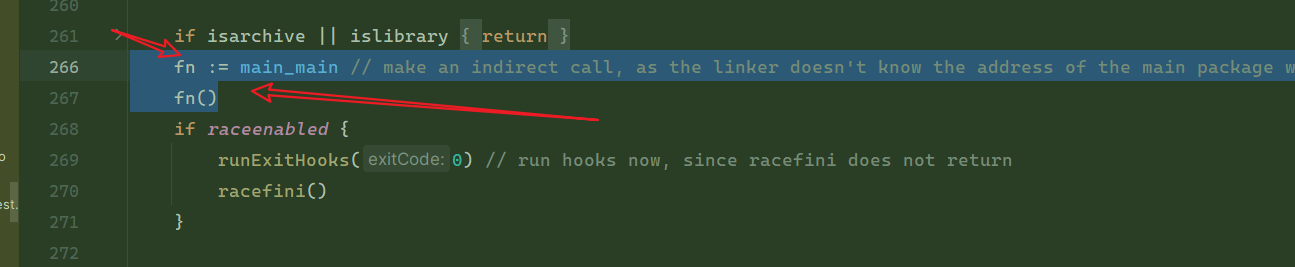 260
261 if isarchive || islibrary { return }
266 fn := main_main // make an indirect call, as the linker doesn't know the address of the main package w
267 fn()
268 if raceenabled {
269 runExitHooks( exitCode: 0) // run hooks now, since racefini does not return
270 racefini()
271 }
272
o
est.